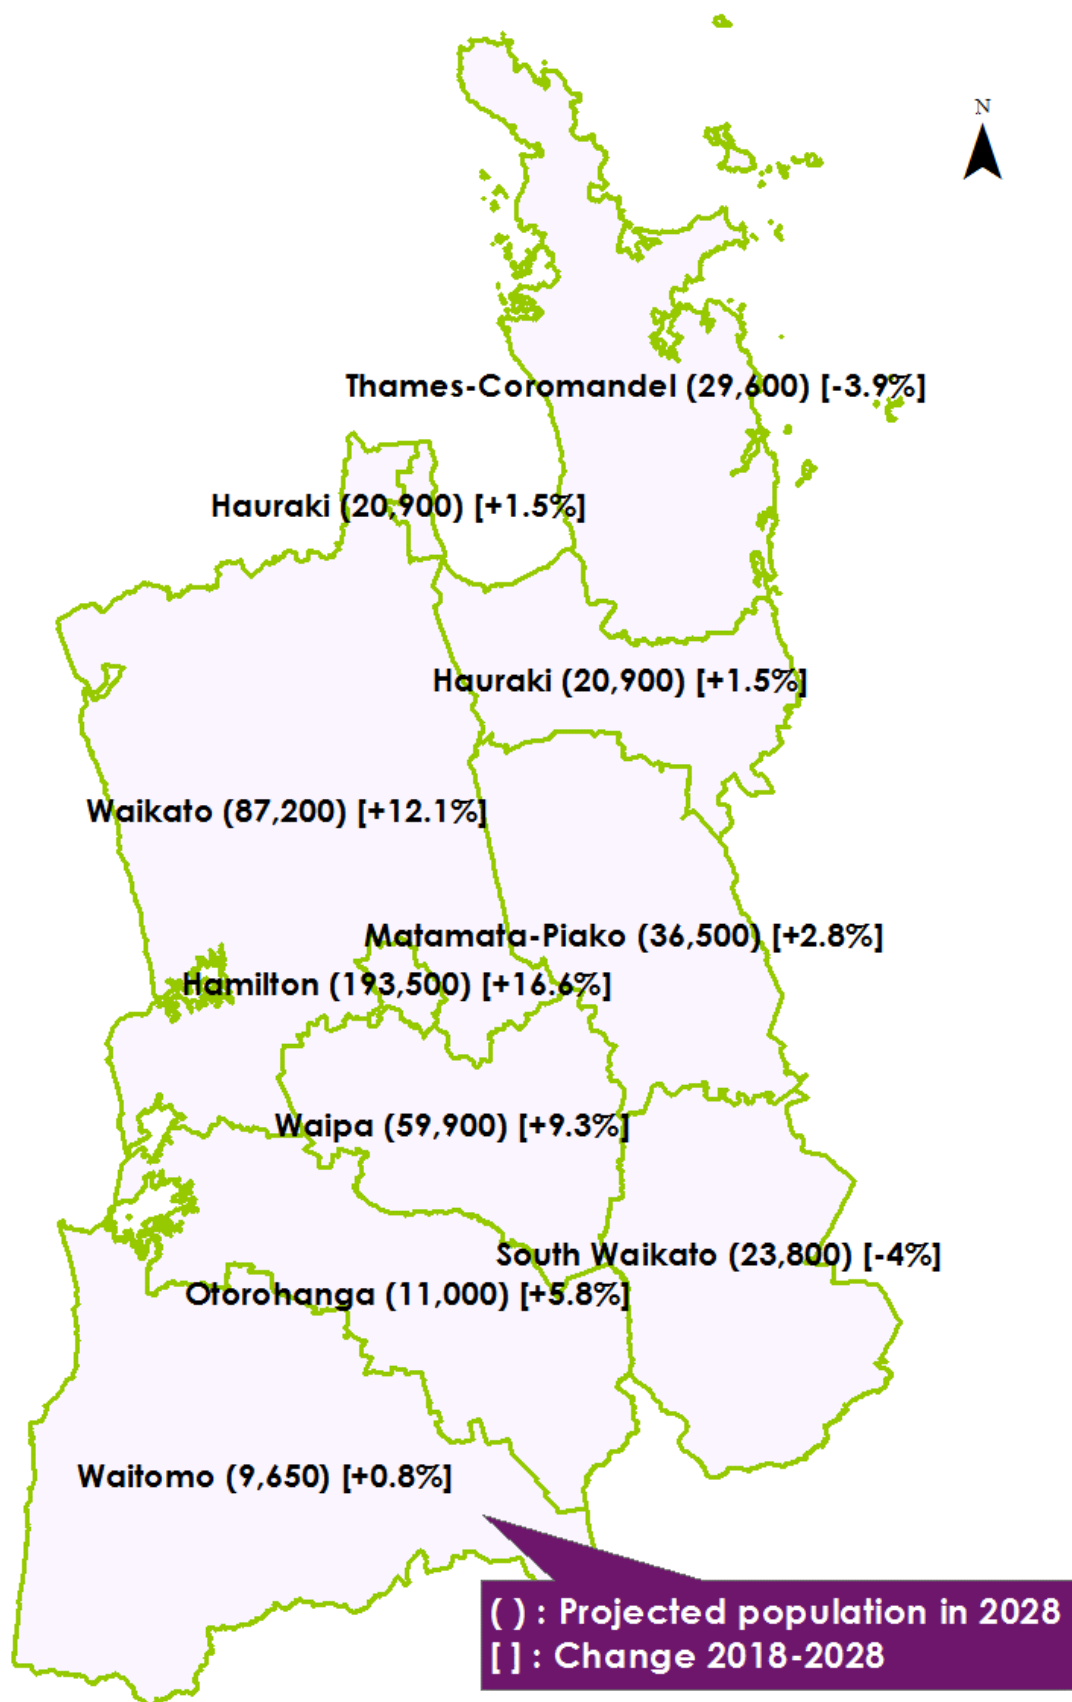 N
Thames-Coromandel (29,600) [-3.9%]
Hauraki (20,900) [+1.5%]
Hauraki (20,900) [+1.5%]
Waikato (87,200) [+12.1%]
Matamata-Piako (36,500) [+2.8%]
Hamilton (193,500) [+16.6%]
Waipa (59,900) [+9.3%]
South Waikato (23,800) [-4%]
Otorohanga (11,000) [+5.8%]
Waitomo (9,650) [+0.8%]
( ) : Projected population in 2028
[ ] : Change 2018-2028